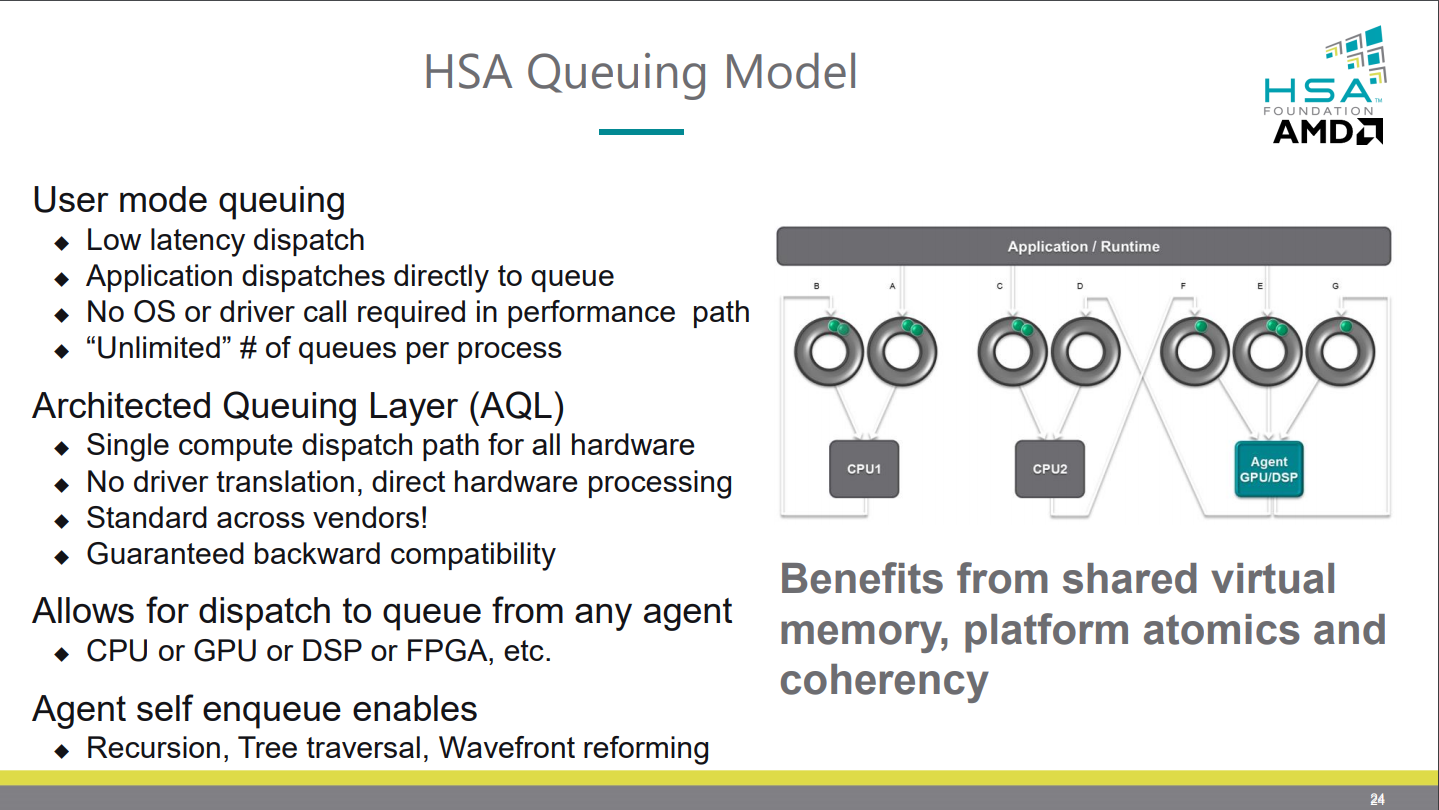 HSA Queuing Model
HSA™
FOUNDATION
AMD
User mode queuing
◆ Low latency dispatch
◆ Application dispatches directly to queue
◆ No OS or driver call required in performance path
◆ “Unlimited” # of queues per process
Architected Queuing Layer (AQL)
◆ Single compute dispatch path for all hardware
◆ No driver translation, direct hardware processing
◆ Standard across vendors!
◆ Guaranteed backward compatibility
Allows for dispatch to queue from any agent
◆ CPU or GPU or DSP or FPGA, etc.
Agent self enqueue enables
◆ Recursion, Tree traversal, Wavefront reforming
Application / Runtime
B A C D F E G
CPU1 CPU2 Agent
GPU/DSP
Benefits from shared virtual
memory, platform atomics and
coherency
24